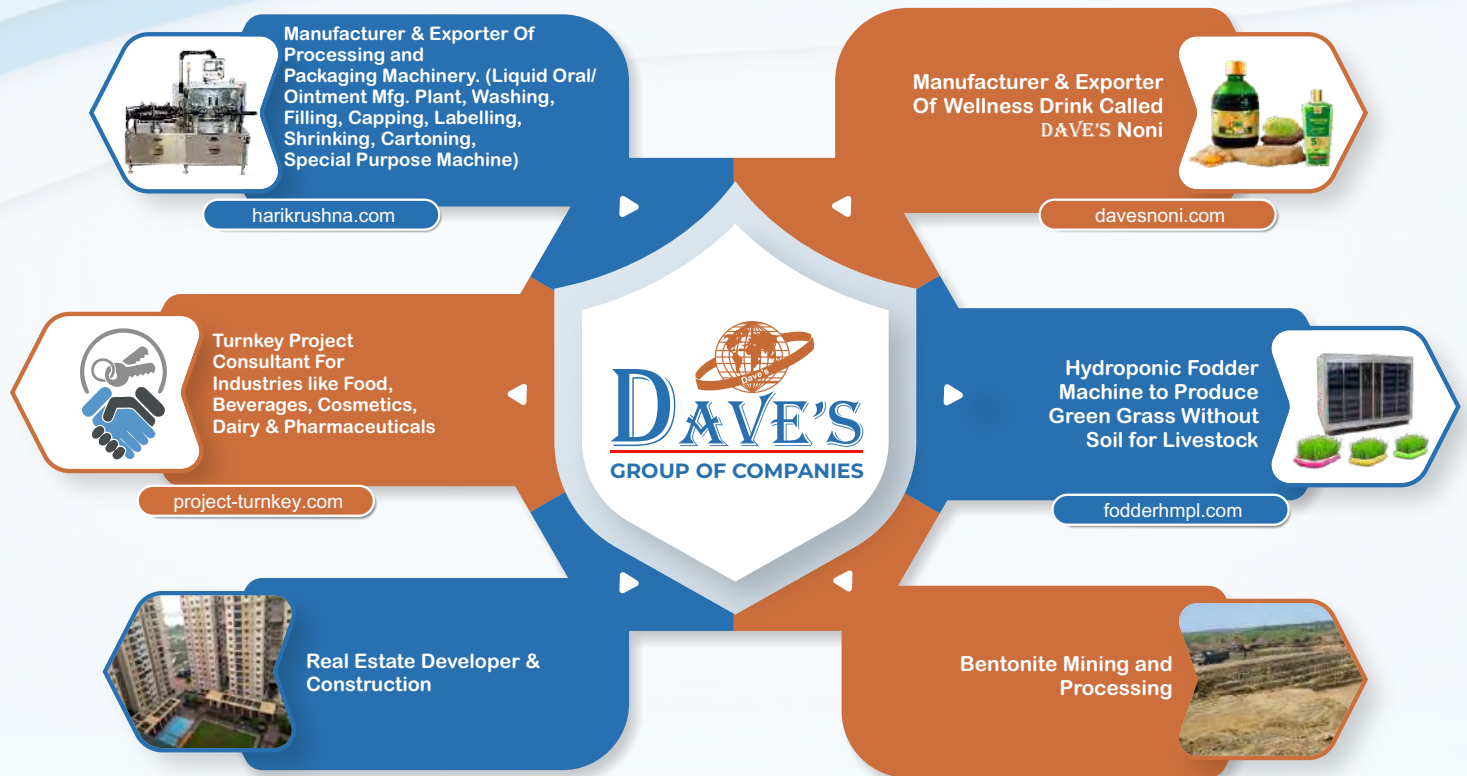 Manufacturer & Exporter Of
Processing and
Packaging Machinery. (Liquid Oral/
Ointment Mfg. Plant, Washing,
Filling, Capping, Labelling,
Shrinking, Cartoning,
Special Purpose Machine)
harikrushna.com
Manufacturer & Exporter
Of Wellness Drink Called
DAVE'S Noni
davesnoni.com
Turnkey Project
Consultant For
Industries like Food,
Beverages, Cosmetics,
Dairy & Pharmaceuticals
project-turnkey.com
Dave's
DAVE'S
GROUP OF COMPANIES
Hydroponic Fodder
Machine to Produce
Green Grass Without
Soil for Livestock
fodderhmpl.com
Real Estate Developer &
Construction
Bentonite Mining and
Processing